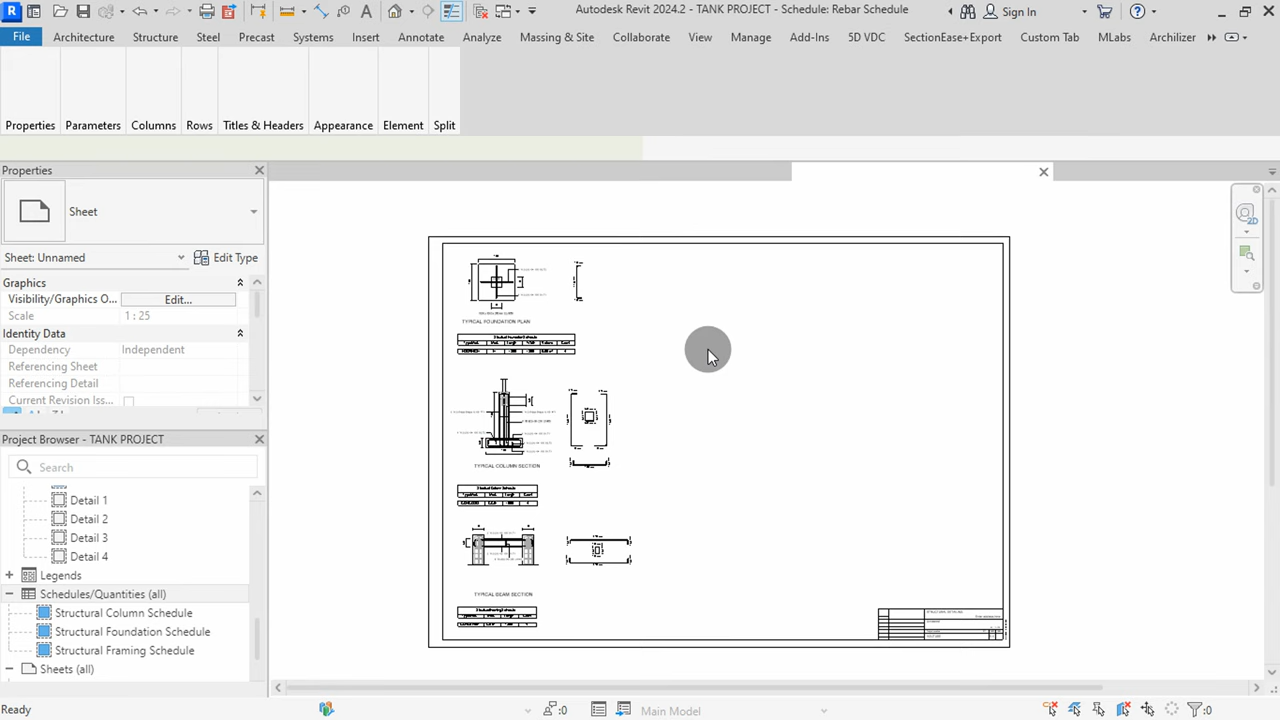 Autodesk Revit 2024.2 - TANK PROJECT - Schedule: Rebar Schedule
Sign In
File Architecture Structure Steel Precast Systems Insert Annotate Analyze Massing & Site Collaborate View Manage Add-Ins 5D VDC SectionEase+Export Custom Tab MLabs Archilizer
Properties Parameters Columns Rows Titles & Headers Appearance Element Split
Properties
Sheet
Sheet: Unnamed
Edit Type
Graphics
Visibility/Graphics O... Edit...
Scale 1 : 25
Identity Data
Dependency Independent
Referencing Sheet
Referencing Detail
Current Revision Iss...
Project Browser - TANK PROJECT
Search
Detail 1
Detail 2
Detail 3
Detail 4
Legends
Schedules/Quantities (all)
Structural Column Schedule
Structural Foundation Schedule
Structural Framing Schedule
Sheets (all)
2D
TYPICAL FOUNDATION PLAN
TYPICAL COLUMN SECTION
TYPICAL BEAM SECTION
Ready
:0
Main Model
:0